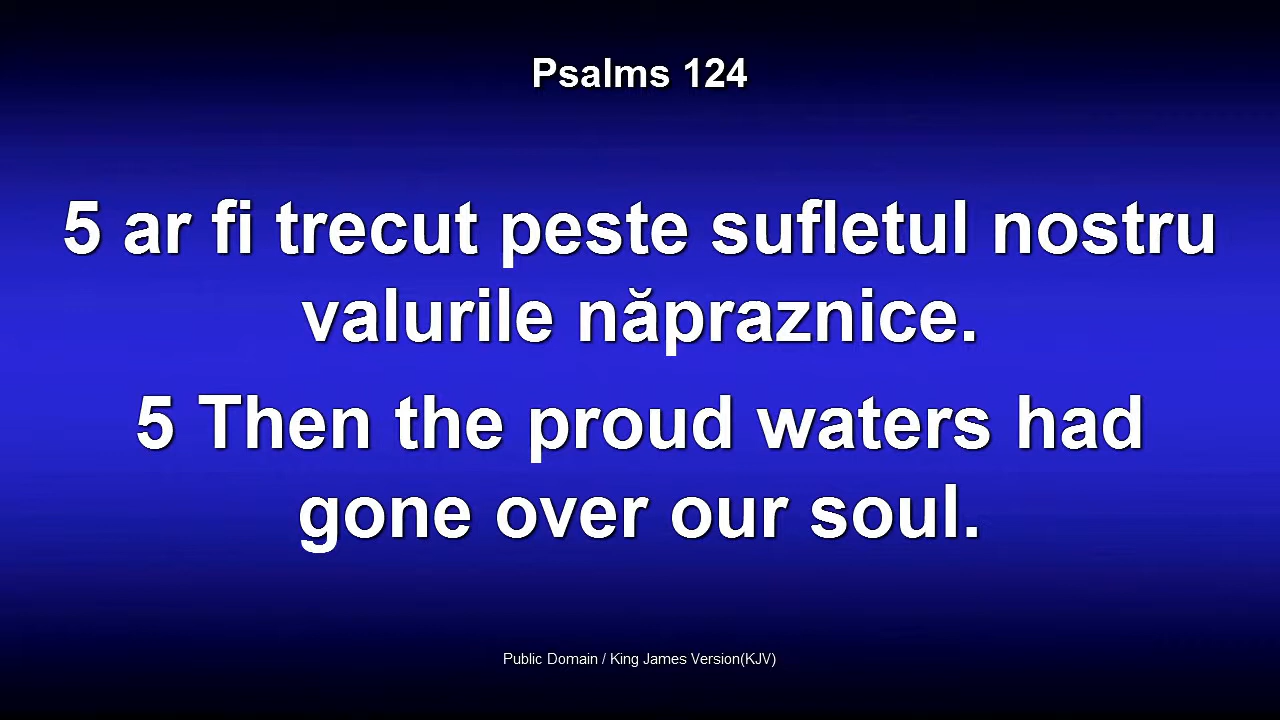 Psalms 124
5 ar fi trecut peste sufletul nostru
valurile năpraznice.
5 Then the proud waters had
gone over our soul.
Public Domain / King James Version(KJV)